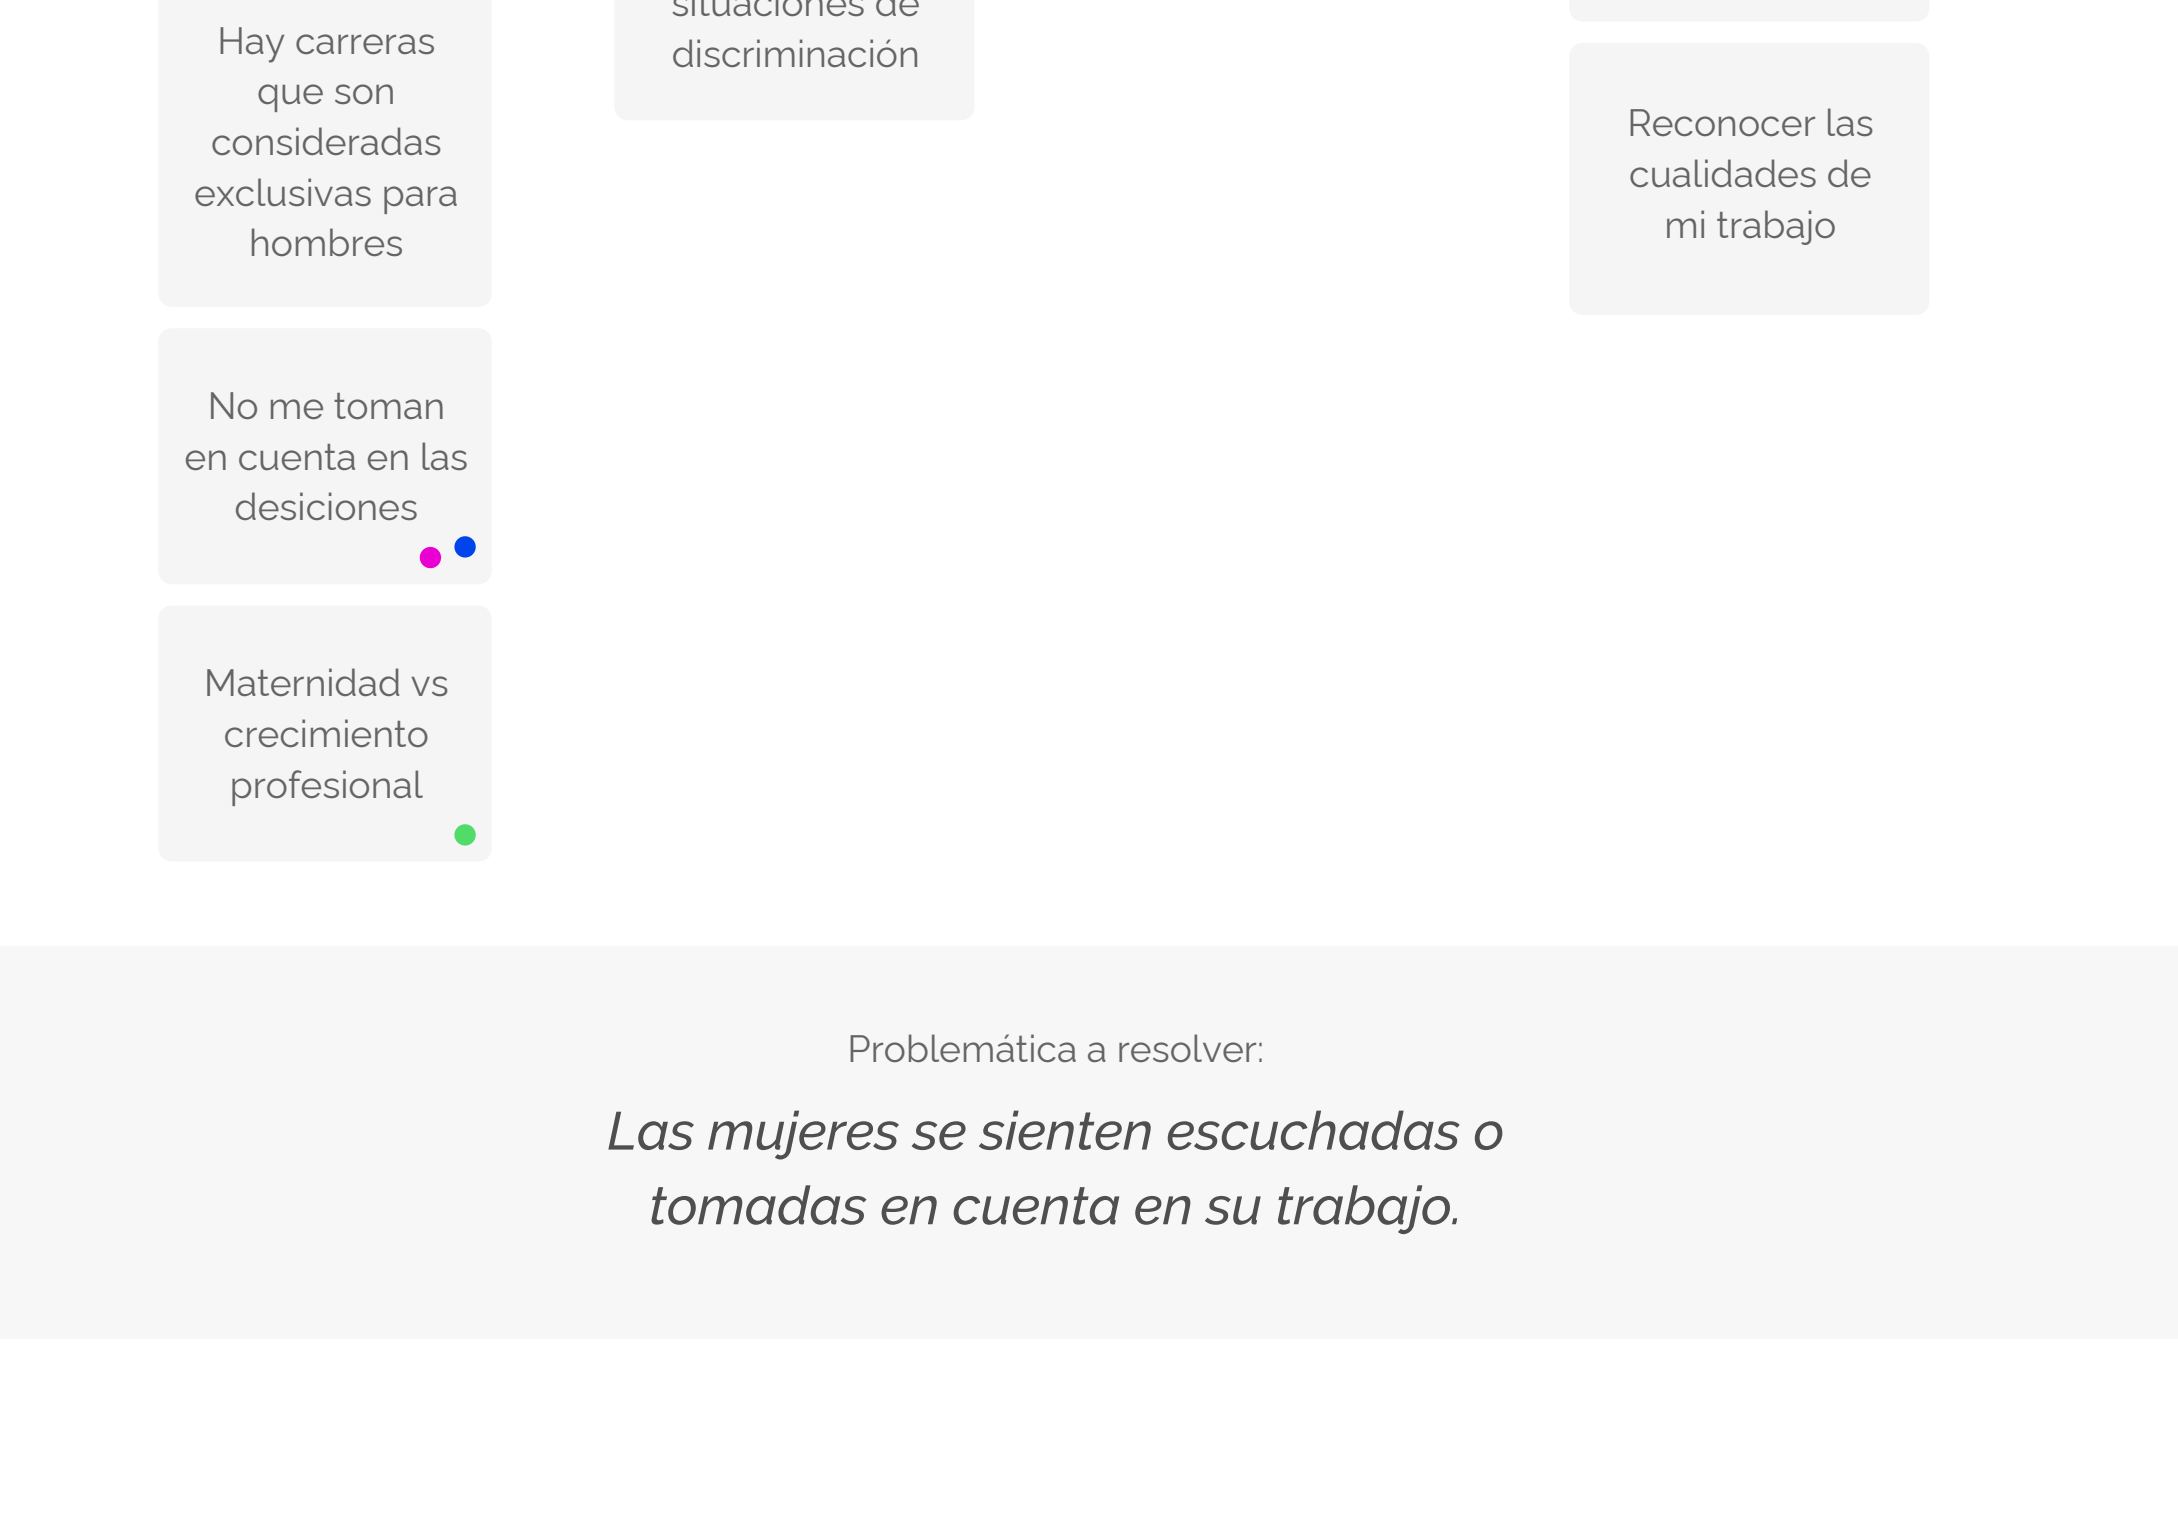 Hay carreras
que son
consideradas
exclusivas para
hombres
No me toman
en cuenta en las
desiciones
Maternidad vs
crecimiento
profesional
situaciones de
discriminación
Reconocer las
cualidades de
mi trabajo
Problemática a resolver:
Las mujeres se sienten escuchadas o
tomadas en cuenta en su trabajo.